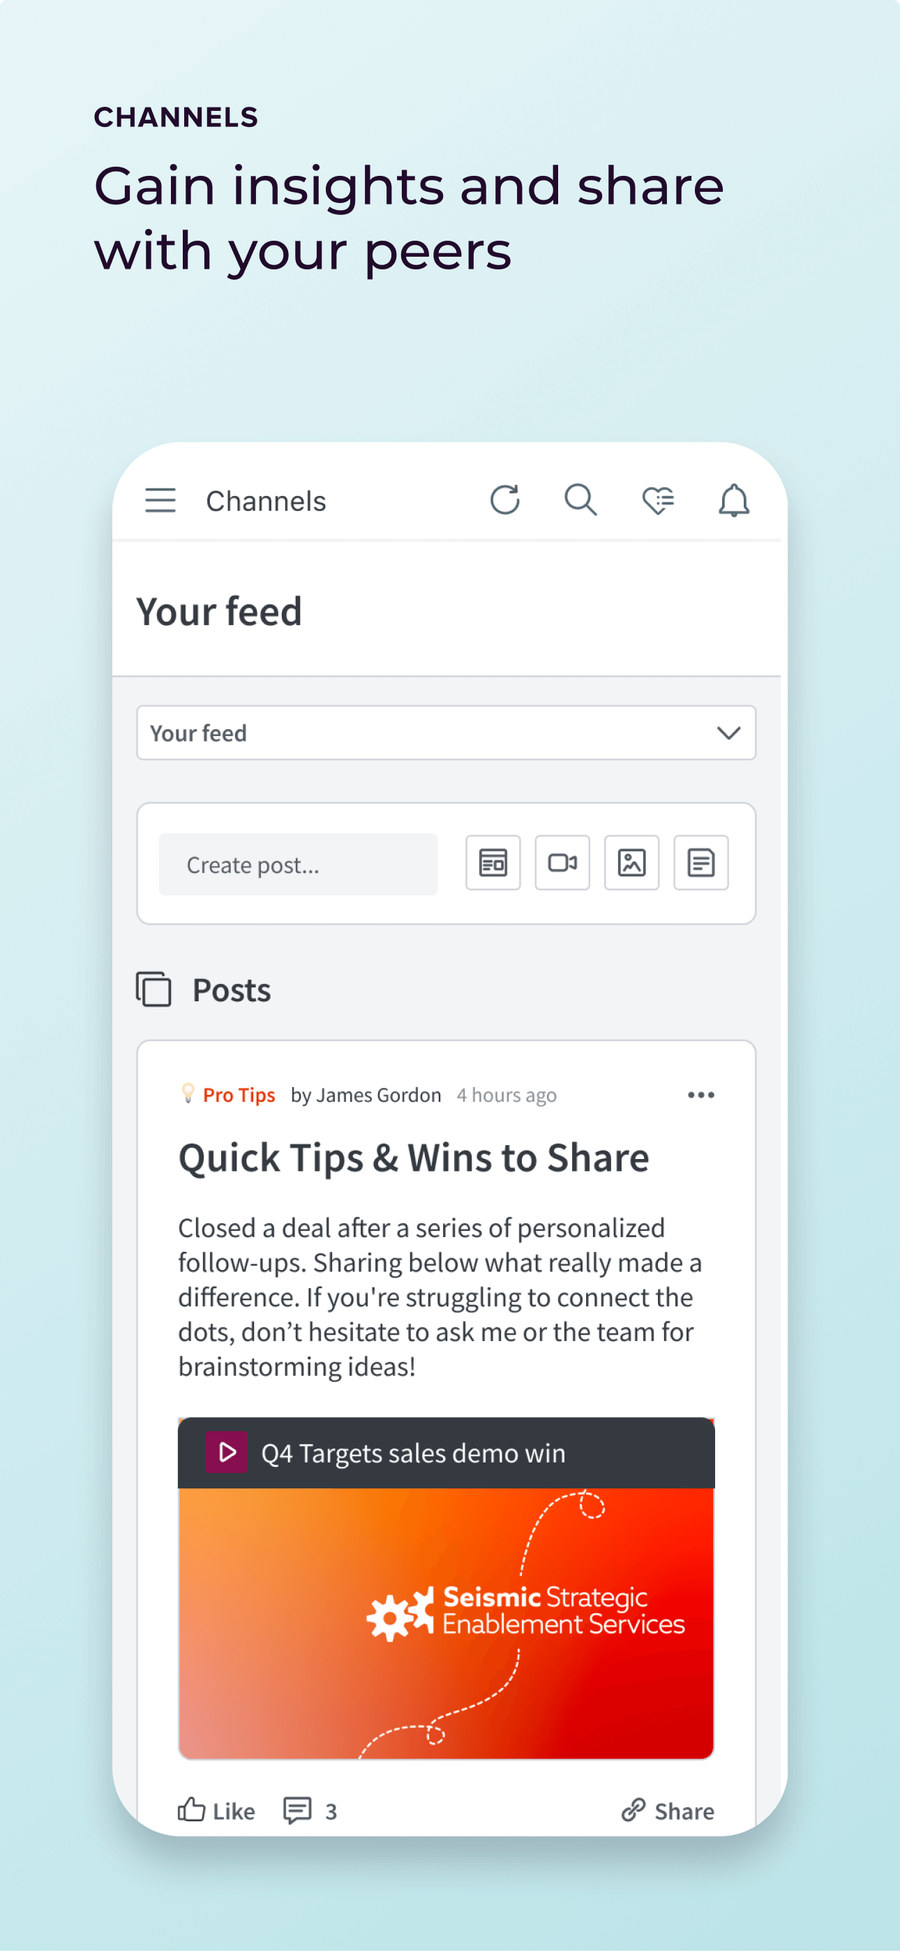 CHANNELS
Gain insights and share
with your peers
Channels
Your feed
Your feed
Create post...
Posts
Pro Tips by James Gordon 4 hours ago
Quick Tips & Wins to Share
Closed a deal after a series of personalized
follow-ups. Sharing below what really made a
difference. If you're struggling to connect the
dots, don’t hesitate to ask me or the team for
brainstorming ideas!
Q4 Targets sales demo win
Seismic Strategic
Enablement Services
Like 3 Share